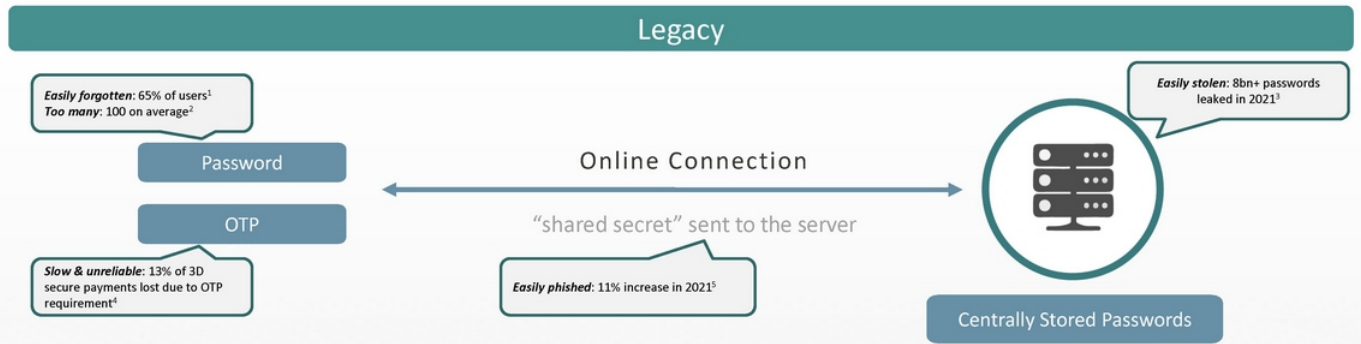 Legacy
Easily forgotten: 65% of users¹
Too many: 100 on average²
Easily stolen: 8bn+ passwords
leaked in 2021³
Password
Online Connection
OTP
“shared secret” sent to the server
Slow & unreliable: 13% of 3D
secure payments lost due to OTP
requirement⁴
Easily phished: 11% increase in 2021⁵
Centrally Stored Passwords